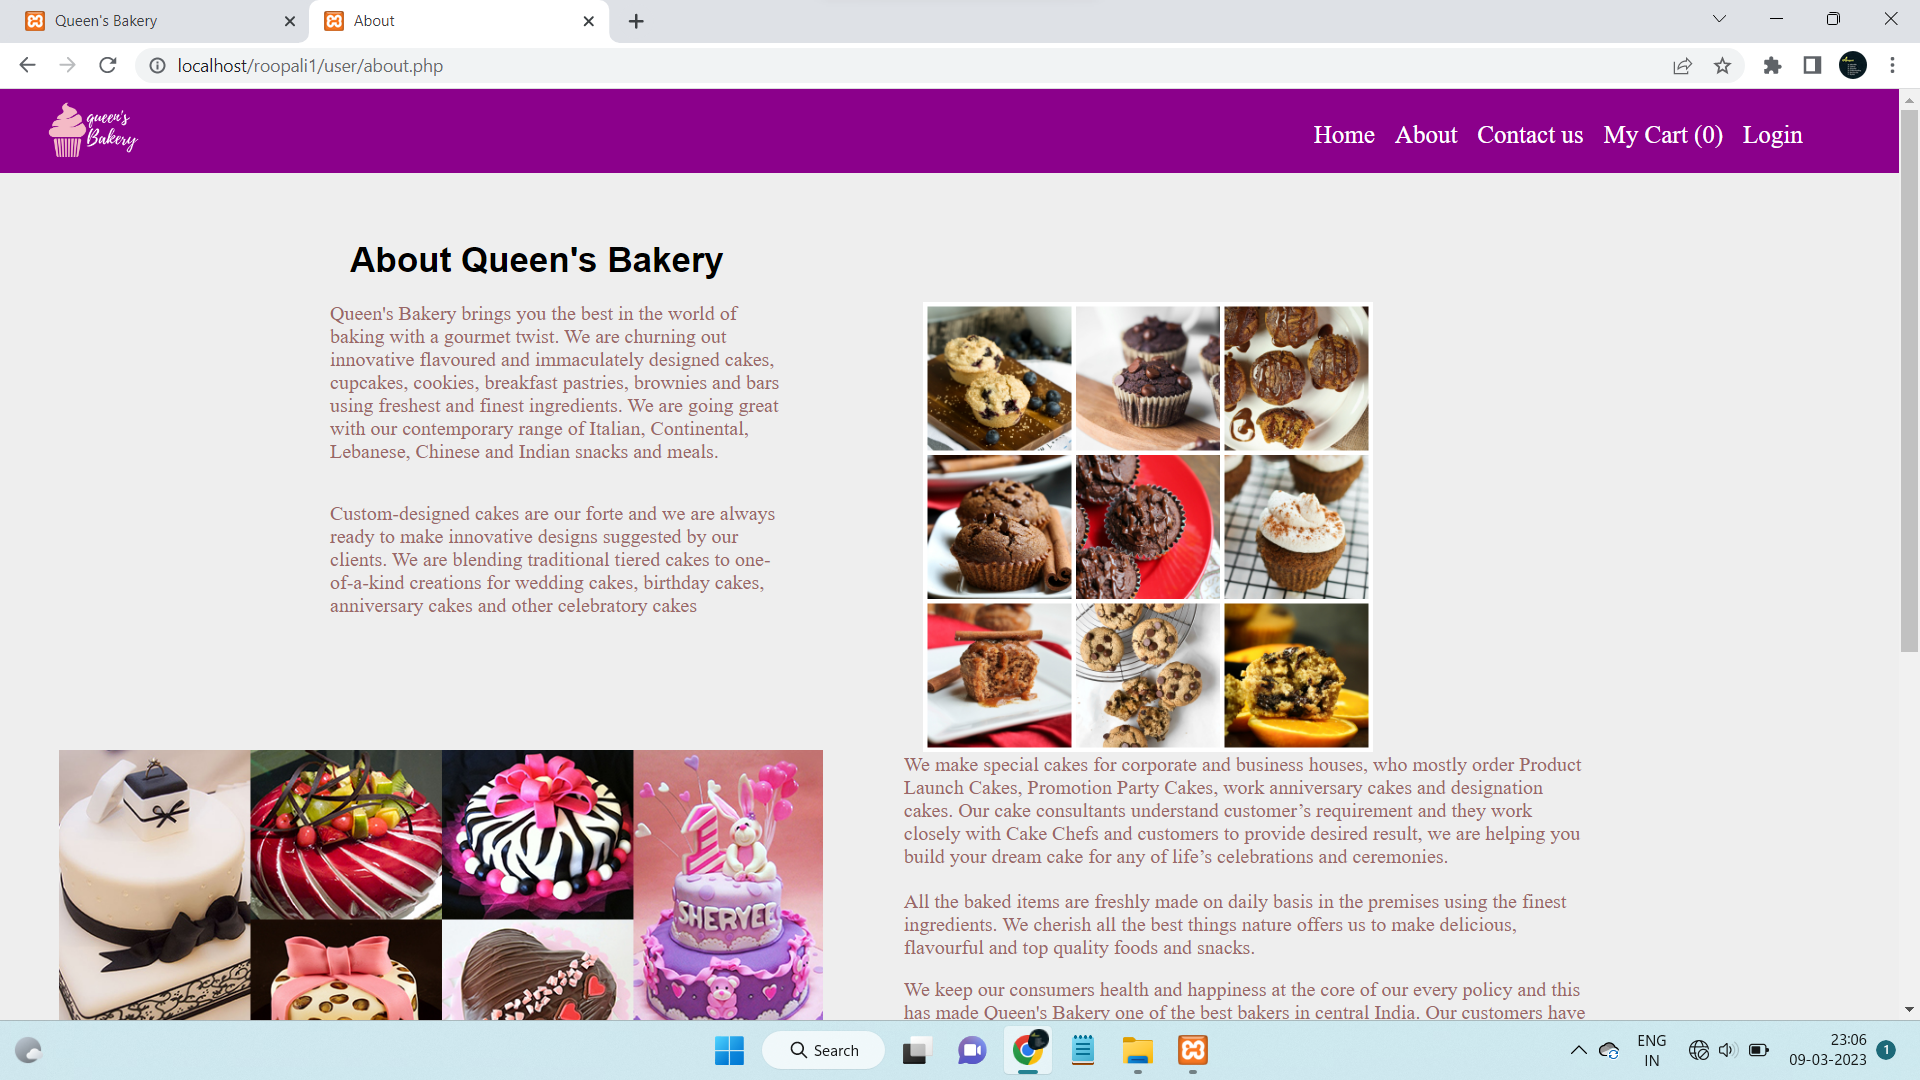 Queen's Bakery
About
localhost/roopali1/user/about.php
queen's
Bakery
Home About Contact us My Cart (0) Login
About Queen's Bakery
Queen's Bakery brings you the best in the world of
baking with a gourmet twist. We are churning out
innovative flavoured and immaculately designed cakes,
cupcakes, cookies, breakfast pastries, brownies and bars
using freshest and finest ingredients. We are going great
with our contemporary range of Italian, Continental,
Lebanese, Chinese and Indian snacks and meals.
Custom-designed cakes are our forte and we are always
ready to make innovative designs suggested by our
clients. We are blending traditional tiered cakes to one-
of-a-kind creations for wedding cakes, birthday cakes,
anniversary cakes and other celebratory cakes
1
SHERYEE
We make special cakes for corporate and business houses, who mostly order Product
Launch Cakes, Promotion Party Cakes, work anniversary cakes and designation
cakes. Our cake consultants understand customer’s requirement and they work
closely with Cake Chefs and customers to provide desired result, we are helping you
build your dream cake for any of life’s celebrations and ceremonies.
All the baked items are freshly made on daily basis in the premises using the finest
ingredients. We cherish all the best things nature offers us to make delicious,
flavourful and top quality foods and snacks.
We keep our consumers health and happiness at the core of our every policy and this
has made Queen's Bakery one of the best bakers in central India. Our customers have
Search
ENG
IN
23:06
09-03-2023
1